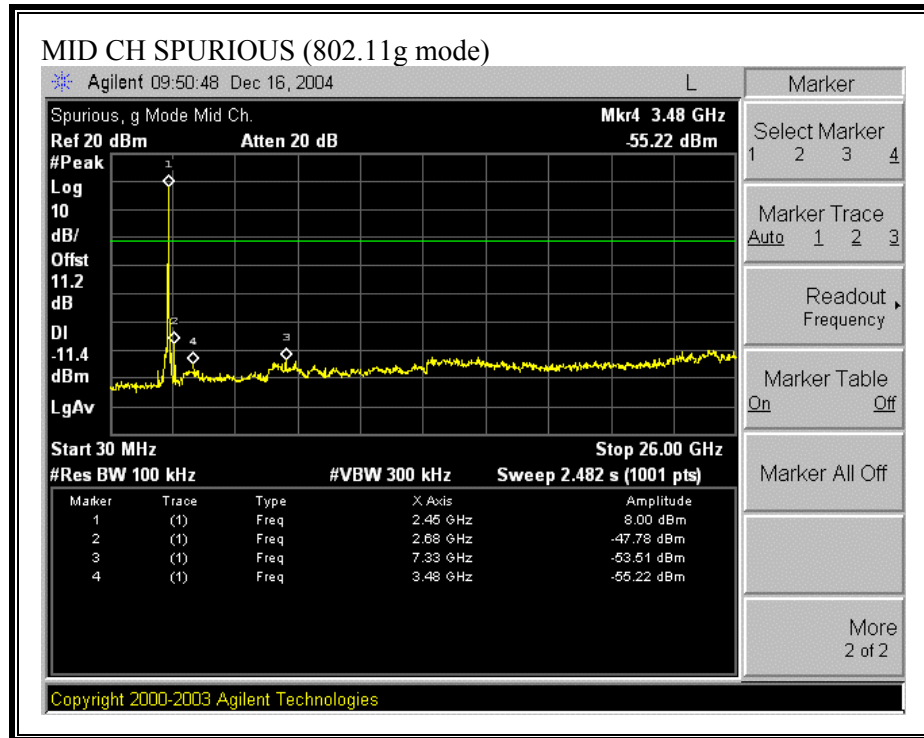 MID CH SPURIOUS (802.11g mode)
Agilent 09:50:48 Dec 16, 2004 L
Marker
Spurious, g Mode Mid Ch. Mkr4 3.48 GHz
Ref 20 dBm Atten 20 dB -55.22 dBm
#Peak
Log
10
dB/
Offst
11.2
dB
DI
-11.4
dBm
LgAv
1
2
4
3
Start 30 MHz Stop 26.00 GHz
#Res BW 100 kHz #VBW 300 kHz Sweep 2.482 s (1001 pts)
Marker Trace Type X Axis Amplitude
1 (1) Freq 2.45 GHz 8.00 dBm
2 (1) Freq 2.68 GHz -47.78 dBm
3 (1) Freq 7.33 GHz -53.51 dBm
4 (1) Freq 3.48 GHz -55.22 dBm
Select Marker
1 2 3 4
Marker Trace
Auto 1 2 3
Readout
Frequency
Marker Table
On Off
Marker All Off
More
2 of 2
Copyright 2000-2003 Agilent Technologies